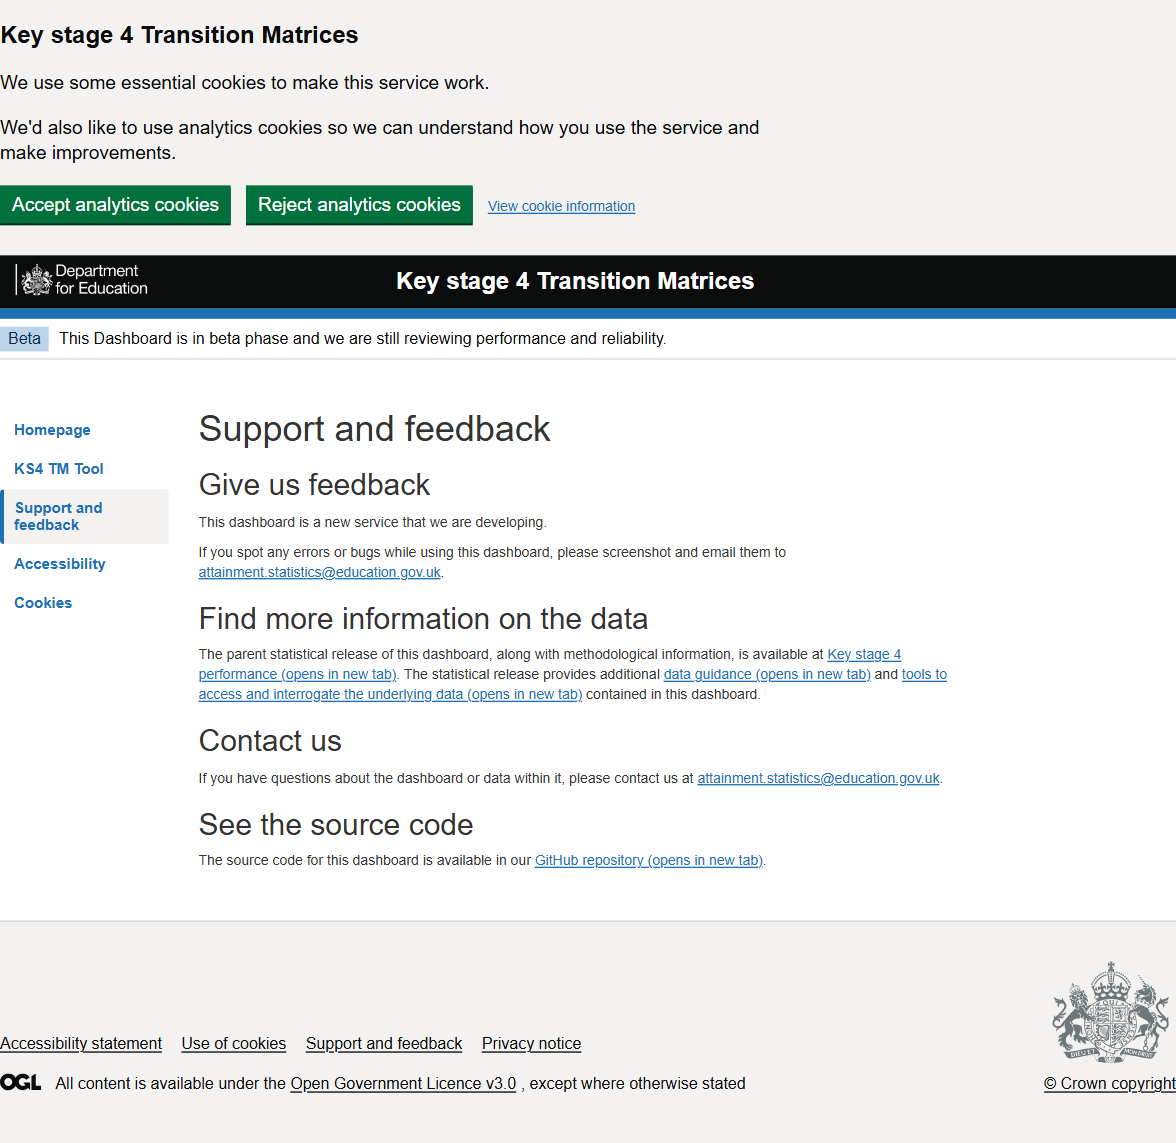 Key stage 4 Transition Matrices
We use some essential cookies to make this service work.
We'd also like to use analytics cookies so we can understand how you use the service and
make improvements.
Accept analytics cookies Reject analytics cookies View cookie information
Department
for Education
Key stage 4 Transition Matrices
Beta This Dashboard is in beta phase and we are still reviewing performance and reliability.
Homepage
KS4 TM Tool
Support and
feedback
Accessibility
Cookies
Support and feedback
Give us feedback
This dashboard is a new service that we are developing.
If you spot any errors or bugs while using this dashboard, please screenshot and email them to
attainment.statistics@education.gov.uk.
Find more information on the data
The parent statistical release of this dashboard, along with methodological information, is available at Key stage 4
performance (opens in new tab). The statistical release provides additional data guidance (opens in new tab) and tools to
access and interrogate the underlying data (opens in new tab) contained in this dashboard.
Contact us
If you have questions about the dashboard or data within it, please contact us at attainment.statistics@education.gov.uk.
See the source code
The source code for this dashboard is available in our GitHub repository (opens in new tab).
Accessibility statement Use of cookies Support and feedback Privacy notice
OGL All content is available under the Open Government Licence v3.0 , except where otherwise stated
DIEU ET MON DROIT
© Crown copyright